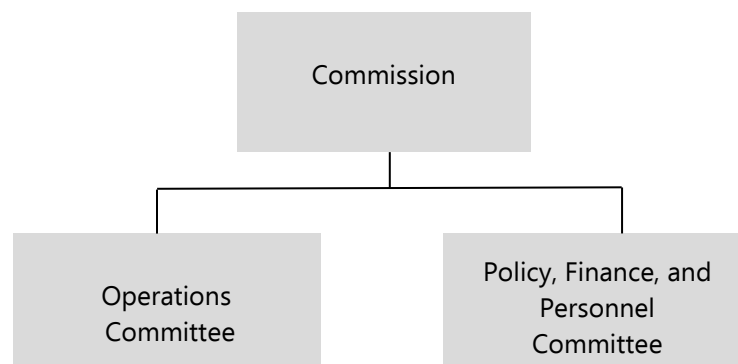 Commission
Operations
Committee
Policy, Finance, and
Personnel
Committee